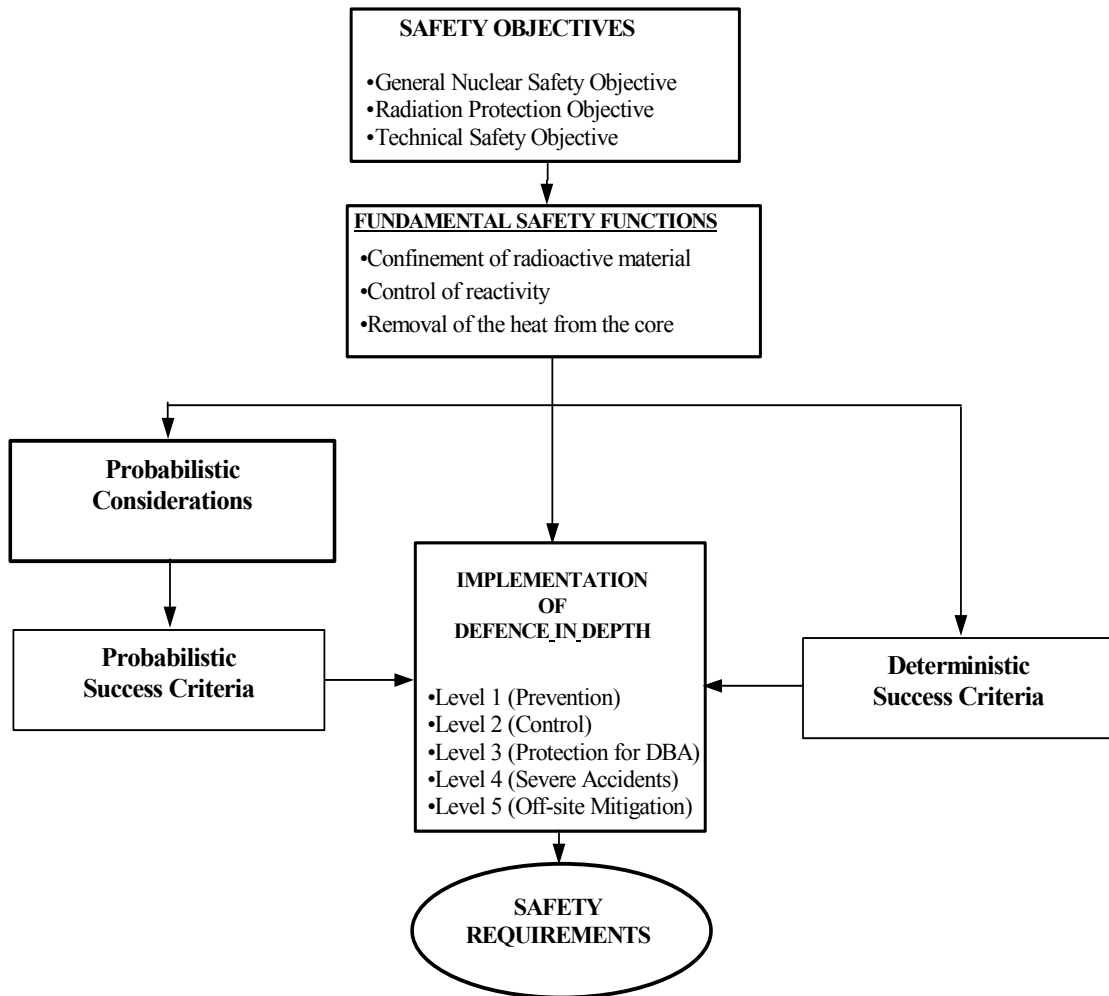 SAFETY OBJECTIVES
•General Nuclear Safety Objective
•Radiation Protection Objective
•Technical Safety Objective
FUNDAMENTAL SAFETY FUNCTIONS
•Confinement of radioactive material
•Control of reactivity
•Removal of the heat from the core
Probabilistic
Considerations
Probabilistic
Success Criteria
IMPLEMENTATION
OF
DEFENCE IN DEPTH
•Level 1 (Prevention)
•Level 2 (Control)
•Level 3 (Protection for DBA)
•Level 4 (Severe Accidents)
•Level 5 (Off-site Mitigation)
Deterministic
Success Criteria
SAFETY
REQUIREMENTS